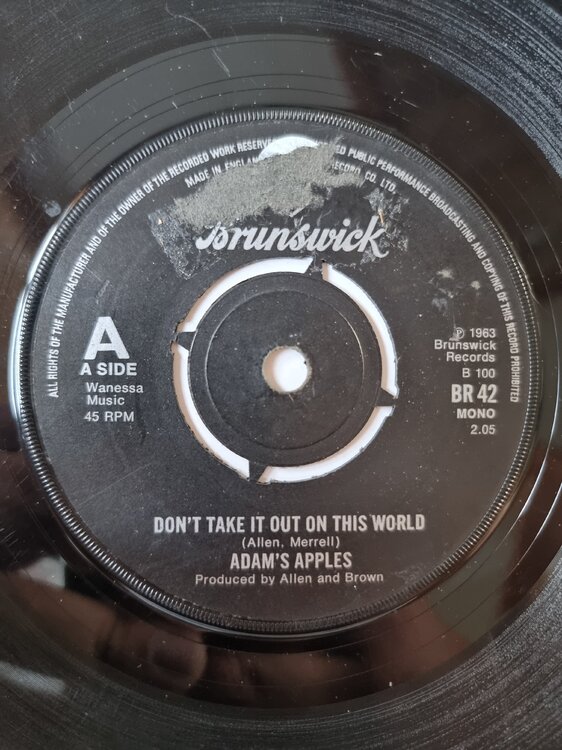 ALL RIGHTS OF THE MANUFACTURER AND OF THE OWNER OF THE RECORDED WORK PUBLIC PERFORMANCE BROADCASTING AND COPYING OF THIS RECORD PROHIBITED
MADE IN CO. LTD.
Brunswick
A
A SIDE
Wanessa
Music
45 RPM
℗ 1963
Brunswick
Records
B 100
BR 42
MONO
2.05
DON'T TAKE IT OUT ON THIS WORLD
(Allen, Merrell)
ADAM'S APPLES
Produced by Allen and Brown